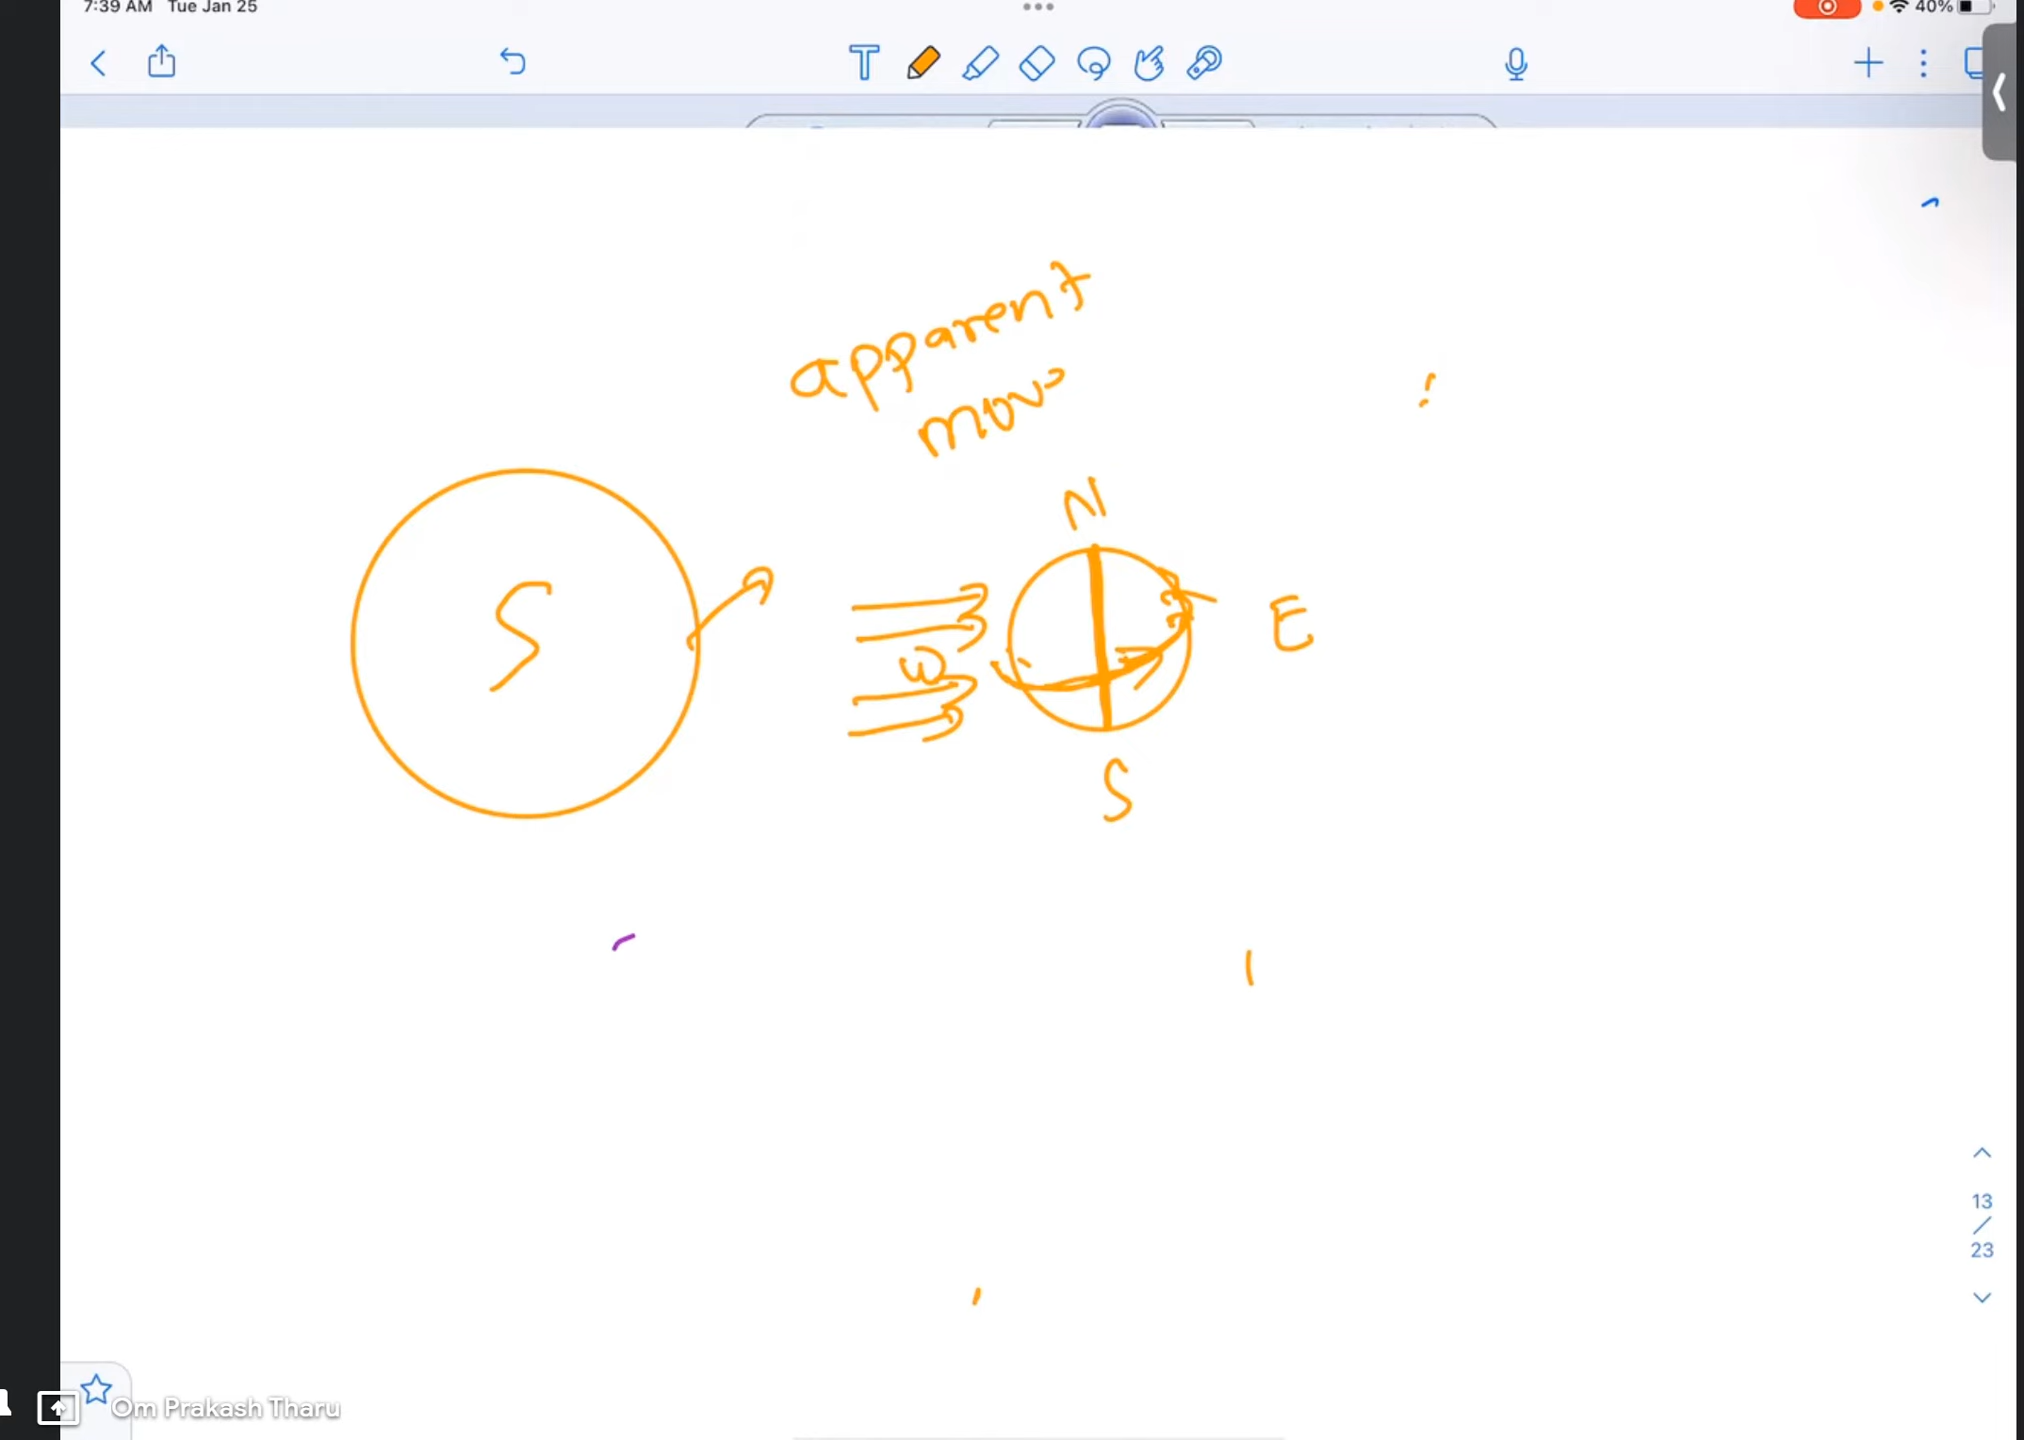 7:39 AM Tue Jan 25
40%
T
apparent
mov
N
S
W
E
S
13
/
23
Om Prakash Tharu